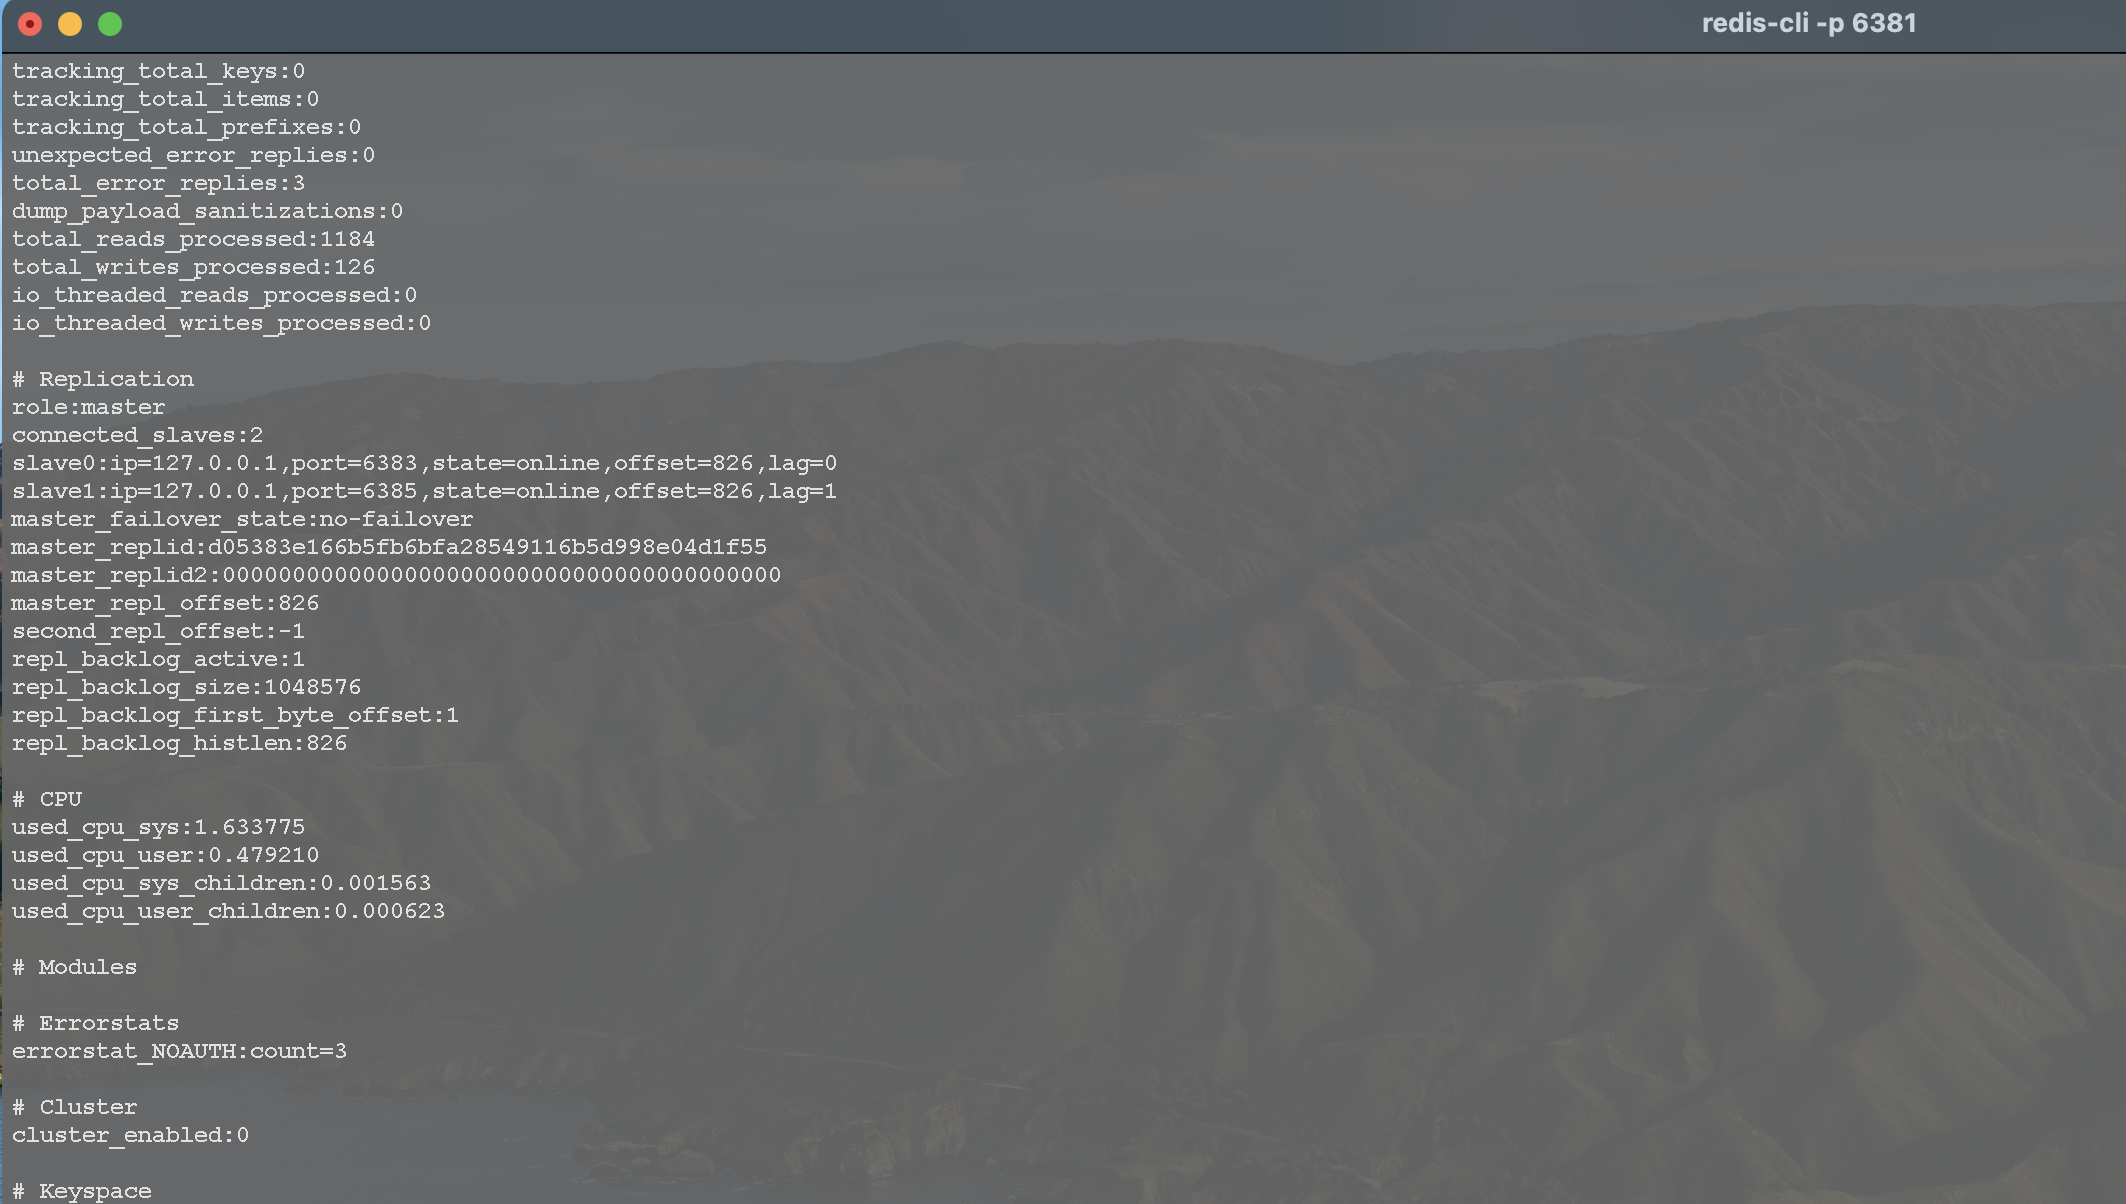 redis-cli -p 6381
tracking_total_keys:0
tracking_total_items:0
tracking_total_prefixes:0
unexpected_error_replies:0
total_error_replies:3
dump_payload_sanitizations:0
total_reads_processed:1184
total_writes_processed:126
io_threaded_reads_processed:0
io_threaded_writes_processed:0
# Replication
role:master
connected_slaves:2
slave0:ip=127.0.0.1,port=6383,state=online,offset=826,lag=0
slave1:ip=127.0.0.1,port=6385,state=online,offset=826,lag=1
master_failover_state:no-failover
master_replid:d05383e166b5fb6bfa28549116b5d998e04d1f55
master_replid2:0000000000000000000000000000000000000000
master_repl_offset:826
second_repl_offset:-1
repl_backlog_active:1
repl_backlog_size:1048576
repl_backlog_first_byte_offset:1
repl_backlog_histlen:826
# CPU
used_cpu_sys:1.633775
used_cpu_user:0.479210
used_cpu_sys_children:0.001563
used_cpu_user_children:0.000623
# Modules
# Errorstats
errorstat_NOAUTH:count=3
# Cluster
cluster_enabled:0
# Keyspace